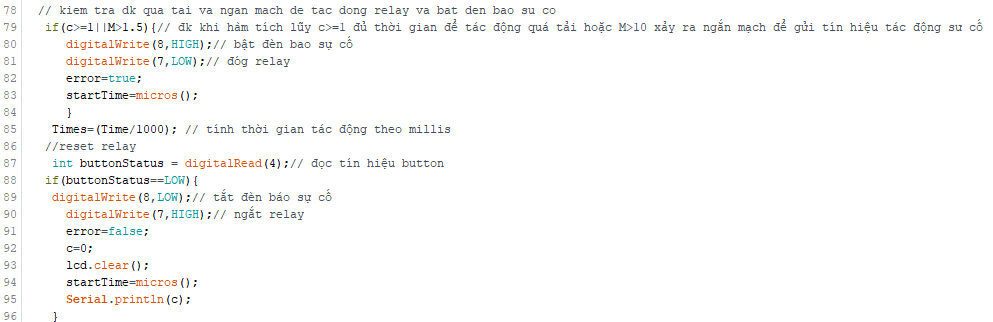 78 // kiem tra dk qua tai va ngan mach de tac dong relay va bat den bao su co
79 if(c>=1||M>1.5){// đk khi hàm tích lũy c>=1 đủ thời gian để tác động quá tải hoặc M>10 xảy ra ngắn mạch để gửi tín hiệu tác động sư cố
80 digitalWrite(8,HIGH);// bật đèn bao sự cố
81 digitalWrite(7,LOW);// đóg relay
82 error=true;
83 startTime=micros();
84 }
85 Times=(Time/1000); // tính thời gian tác động theo millis
86 //reset relay
87 int buttonStatus = digitalRead(4);// đọc tín hiệu button
88 if(buttonStatus==LOW){
89 digitalWrite(8,LOW);// tắt đèn báo sự cố
90 digitalWrite(7,HIGH);// ngắt relay
91 error=false;
92 c=0;
93 lcd.clear();
94 startTime=micros();
95 Serial.println(c);
96 }